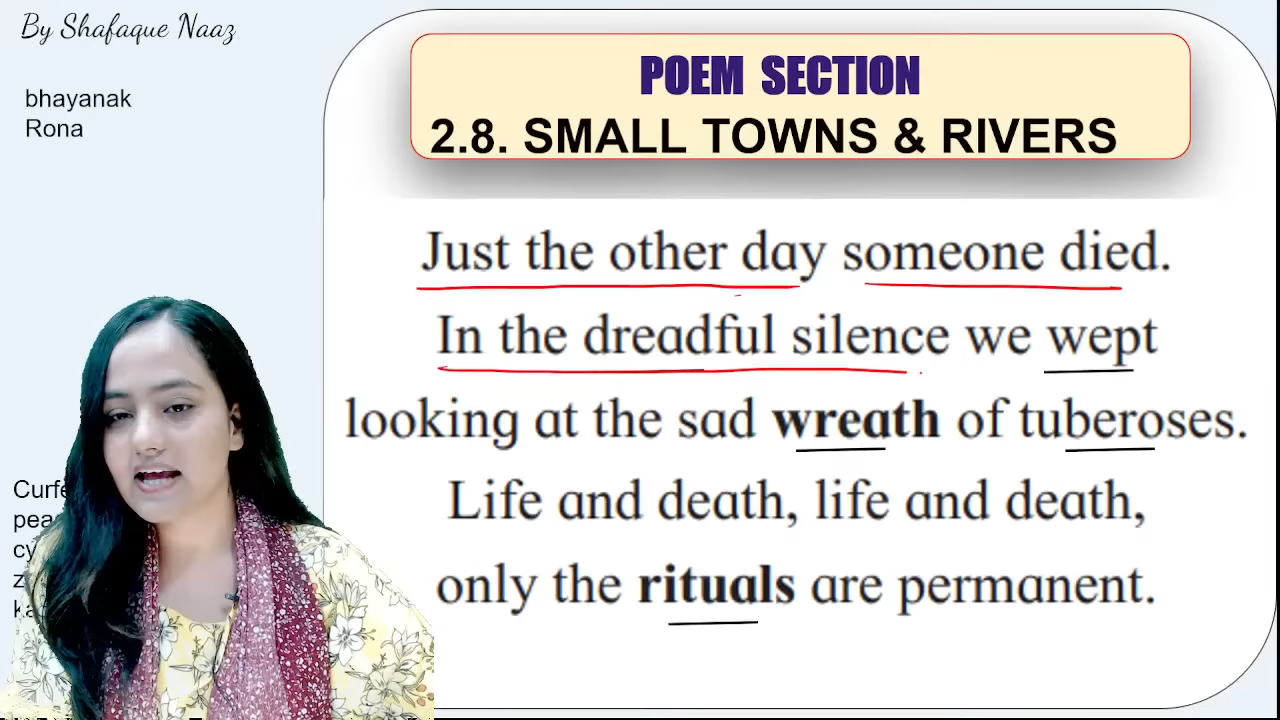 By Shafaque Naaz
bhayanak
Rona
POEM SECTION
2.8. SMALL TOWNS & RIVERS
Just the other day someone died.
In the dreadful silence we wept
looking at the sad wreath of tuberoses.
Life and death, life and death,
only the rituals are permanent.